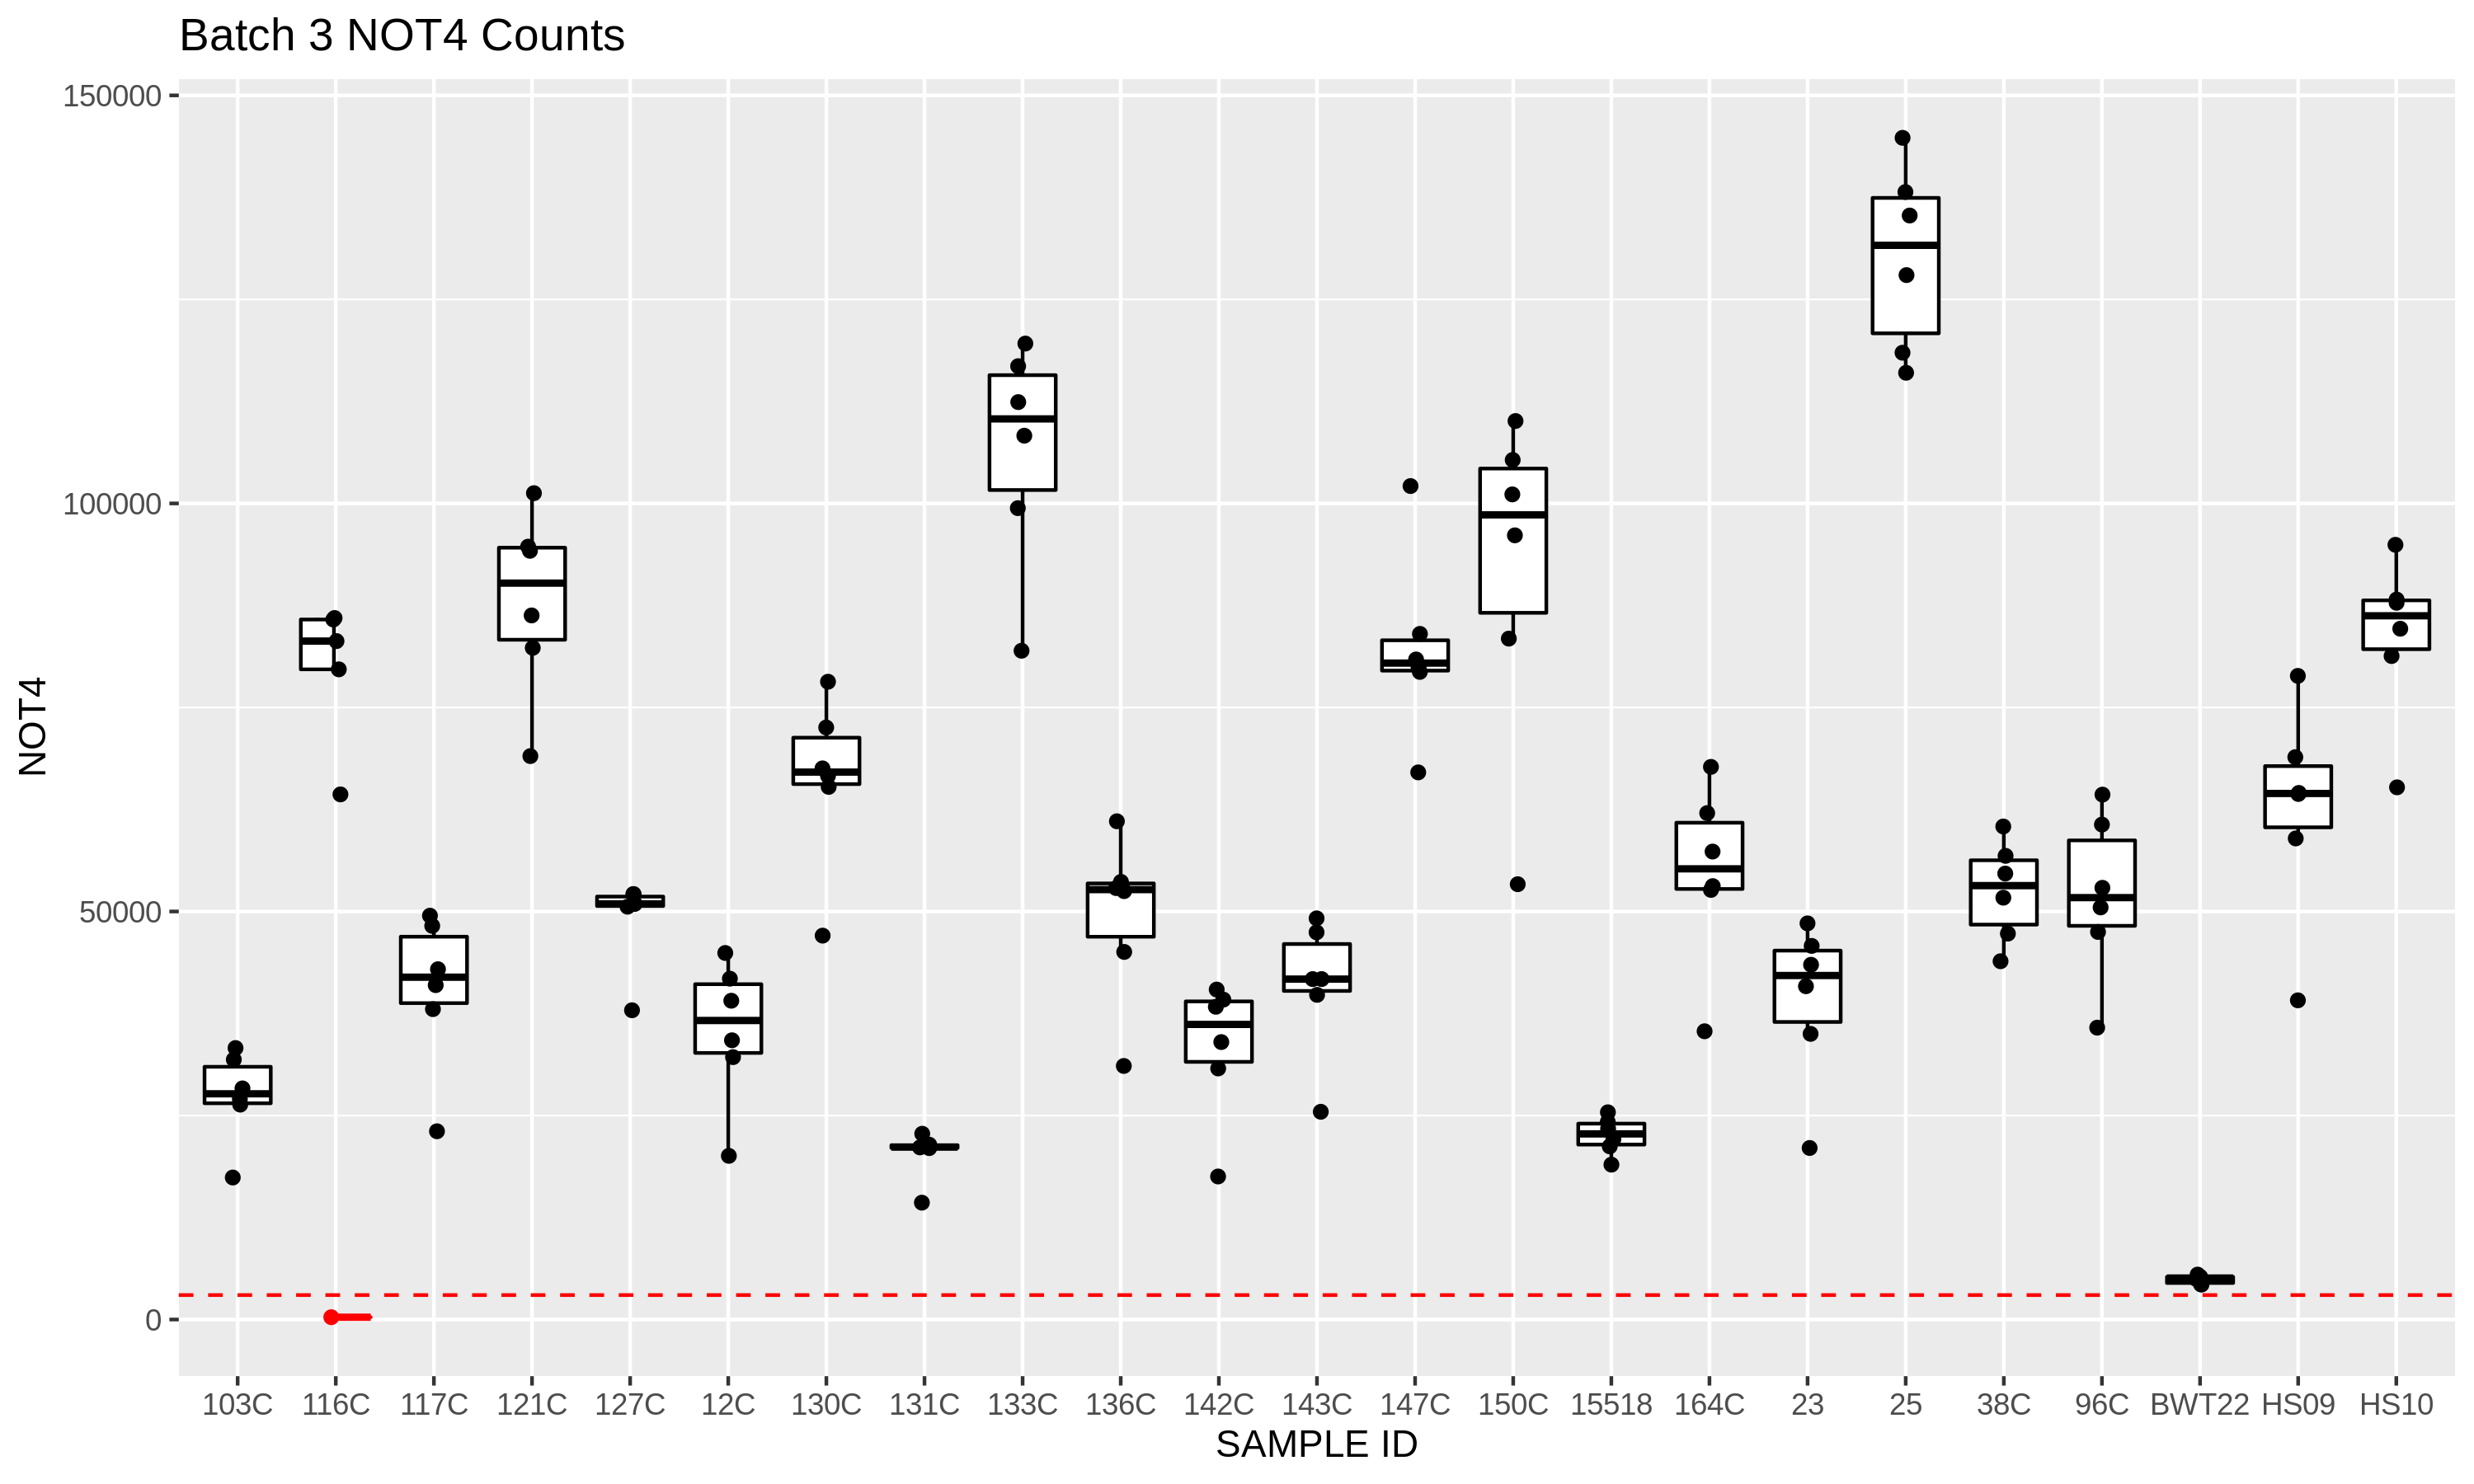 Batch 3 NOT4 Counts
150000
100000
50000
0
NOT4
103C 116C 117C 121C 127C 12C 130C 131C 133C 136C 142C 143C 147C 150C 15518 164C 23 25 38C 96C BWT22 HS09 HS10
SAMPLE ID